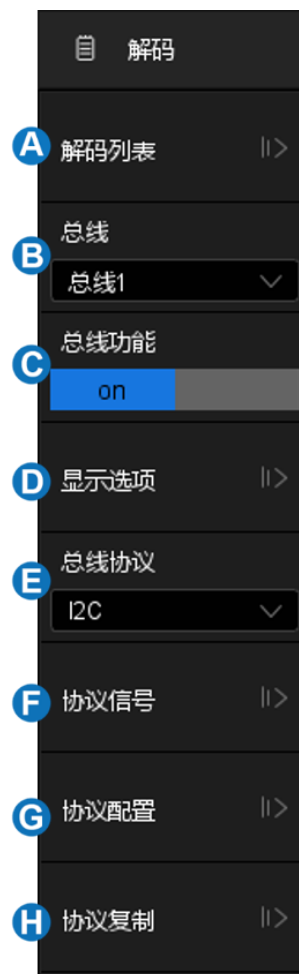 解码
A 解码列表
总线
B 总线1
总线功能
C on
D 显示选项
总线协议
E I2C
F 协议信号
G 协议配置
H 协议复制